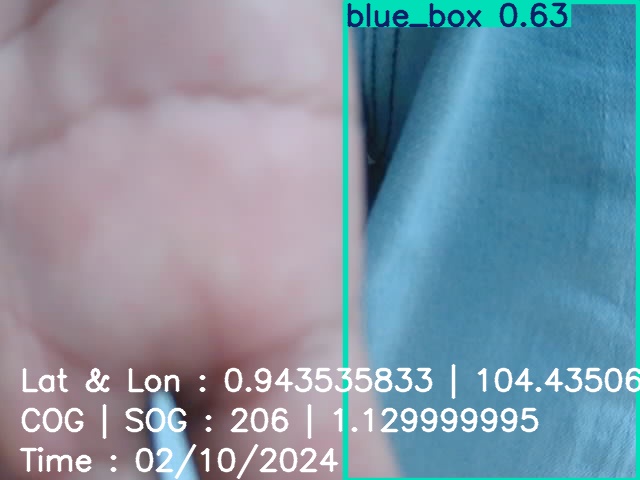 blue_box 0.63
Lat & Lon : 0.943535833 | 104.43506
COG | SOG : 206 | 1.129999995
Time : 02/10/2024